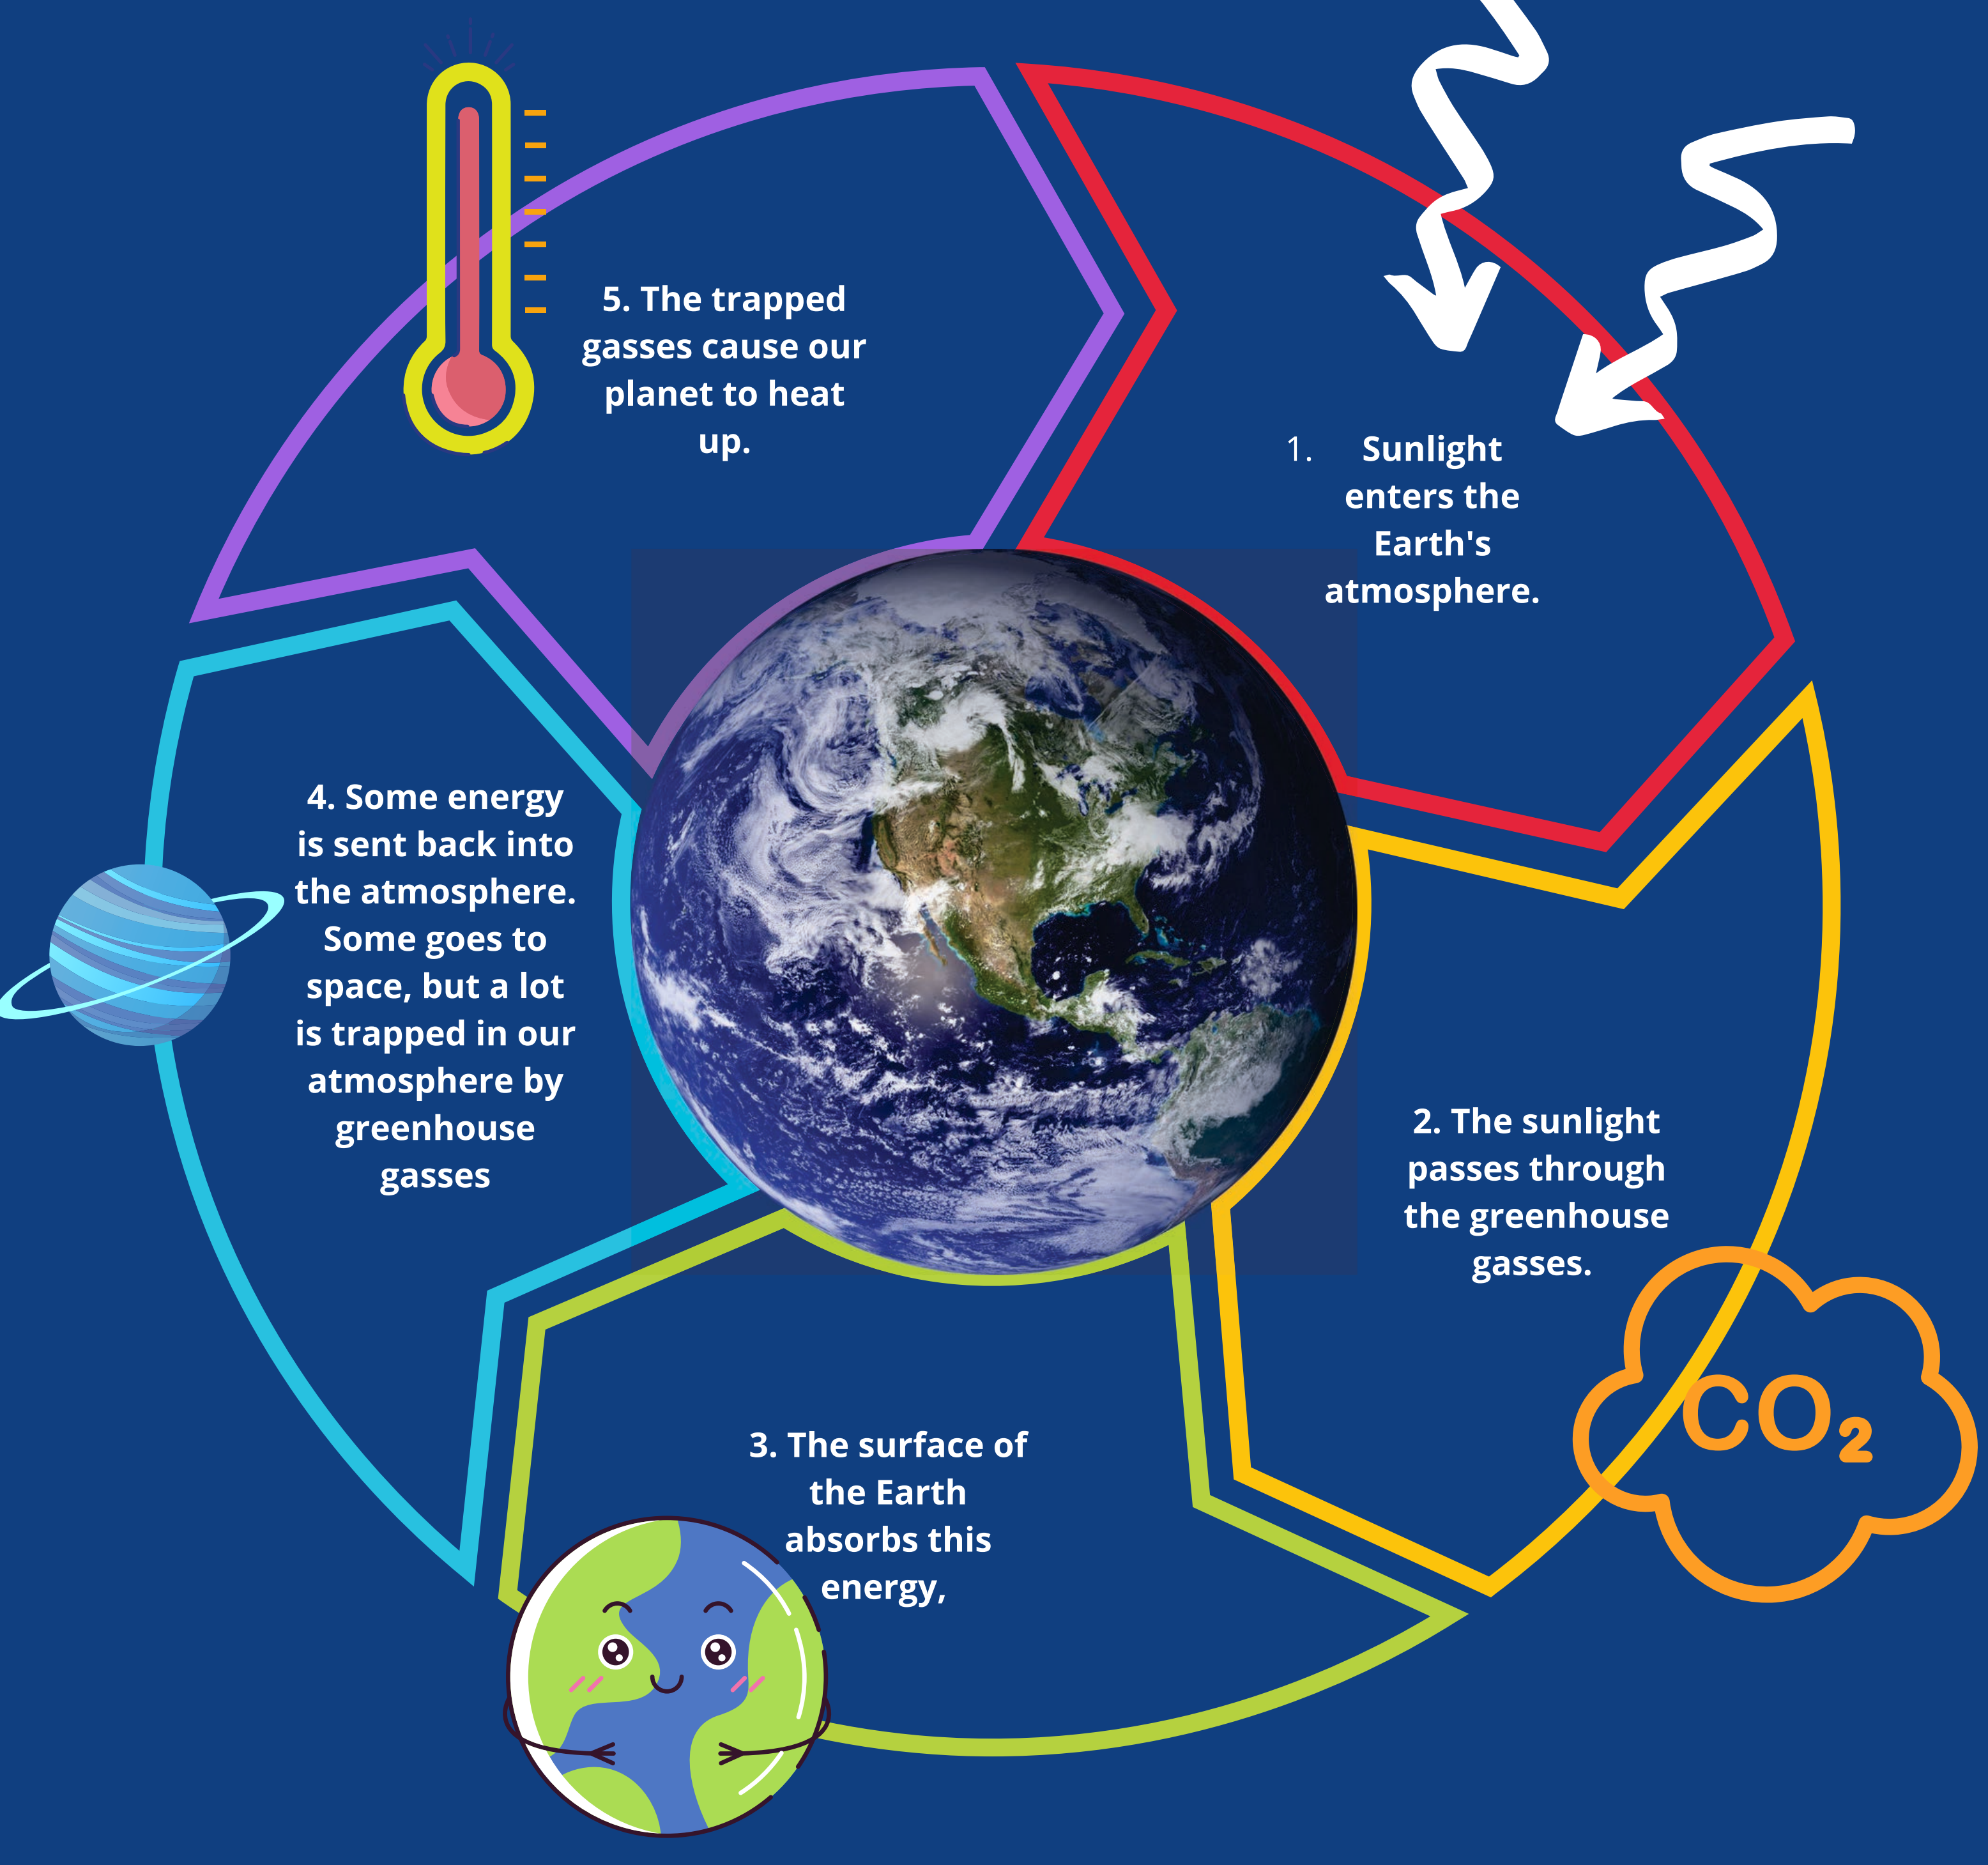 1. Sunlight
enters the
Earth's
atmosphere.
2. The sunlight
passes through
the greenhouse
gasses.
CO₂
3. The surface of
the Earth
absorbs this
energy,
4. Some energy
is sent back into
the atmosphere.
Some goes to
space, but a lot
is trapped in our
atmosphere by
greenhouse
gasses
5. The trapped
gasses cause our
planet to heat
up.